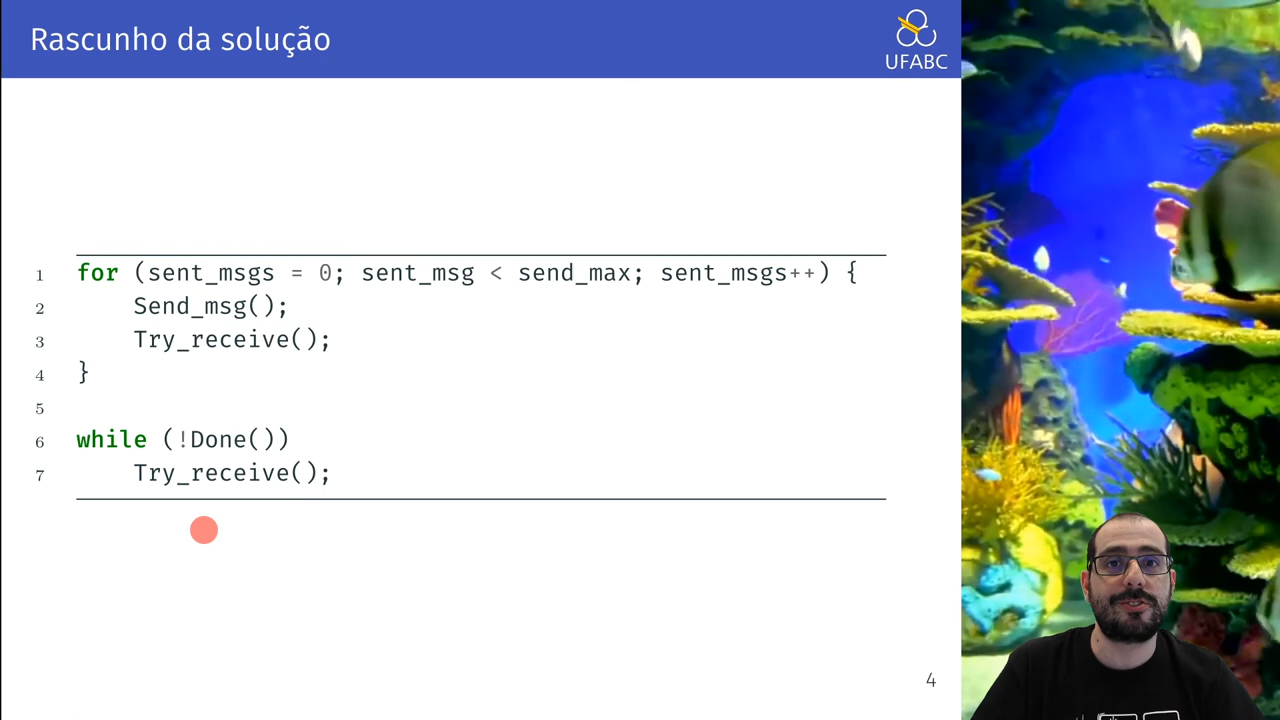 Rascunho da solução
UFABC
1 for (sent_msgs = 0; sent_msg < send_max; sent_msgs++) {
2     Send_msg();
3     Try_receive();
4 }
5
6 while (!Done())
7     Try_receive();
4